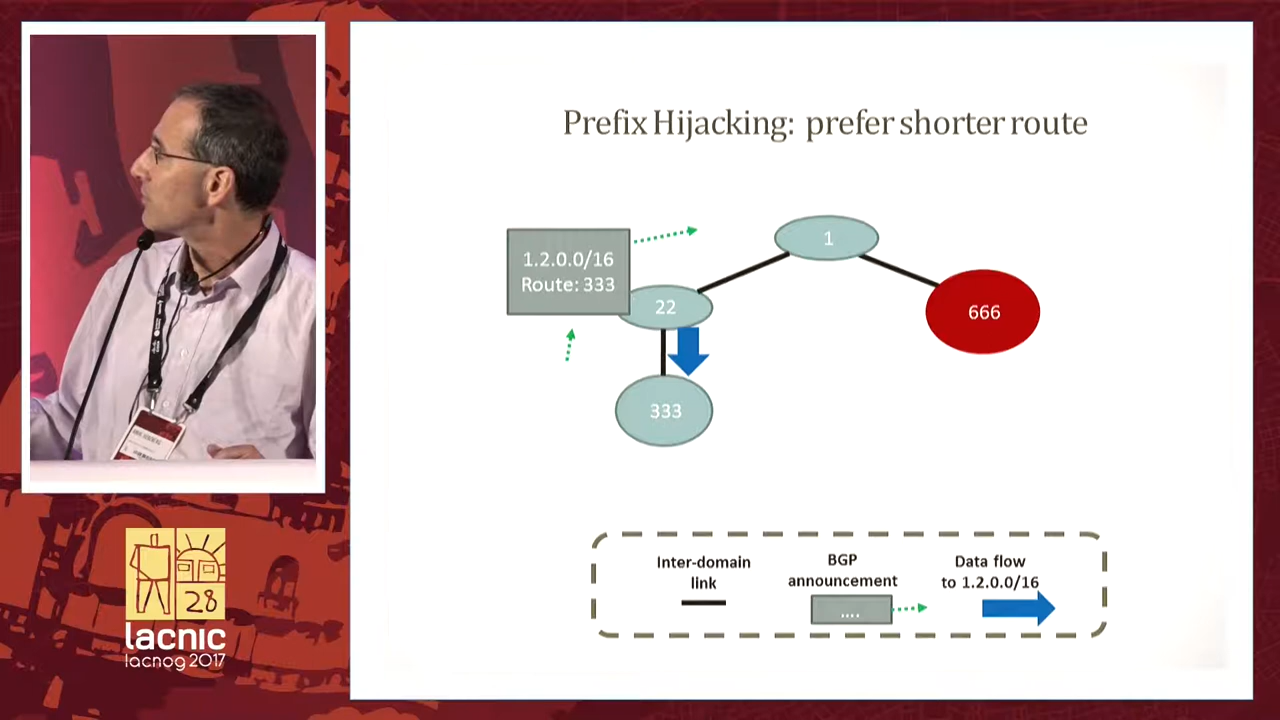 Prefix Hijacking: prefer shorter route
1
1.2.0.0/16
Route: 333
22
666
333
Inter-domain
link
BGP
announcement
....
Data flow
to 1.2.0.0/16
28
lacnic
lacnog 2017